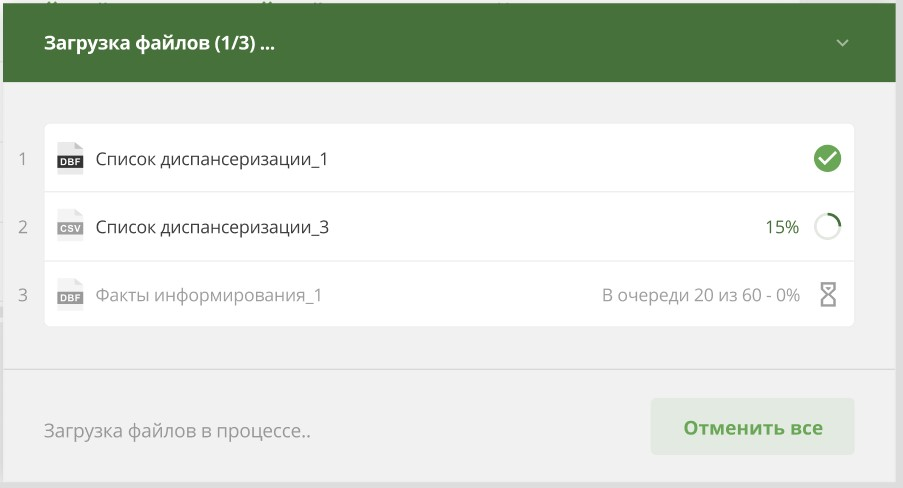 Загрузка файлов (1/3) ...
1 DBF Список диспансеризации_1
2 CSV Список диспансеризации_3 15%
3 DBF Факты информирования_1 В очереди 20 из 60 - 0%
Загрузка файлов в процессе..
Отменить все